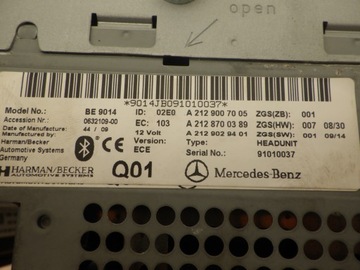 open
*9014JB091010037*
Model No.: BE 9014 ID: 02E0 A 212 900 70 05 ZGS(ZB): 001
Accession Nr.: 0632109-00 EC: 103 A 212 870 03 89 ZGS(HW): 007 08/30
Date of Manufacture: 44 / 09 12 Volt A 212 902 94 01 ZGS(SW): 001 09/14
Manufactured by: Version: Type: HEADUNIT
Harman/Becker ECE Serial No.: 91010037
Automotive Systems
Germany
HARMAN/BECKER
AUTOMOTIVE SYSTEMS
Q01
Mercedes-Benz